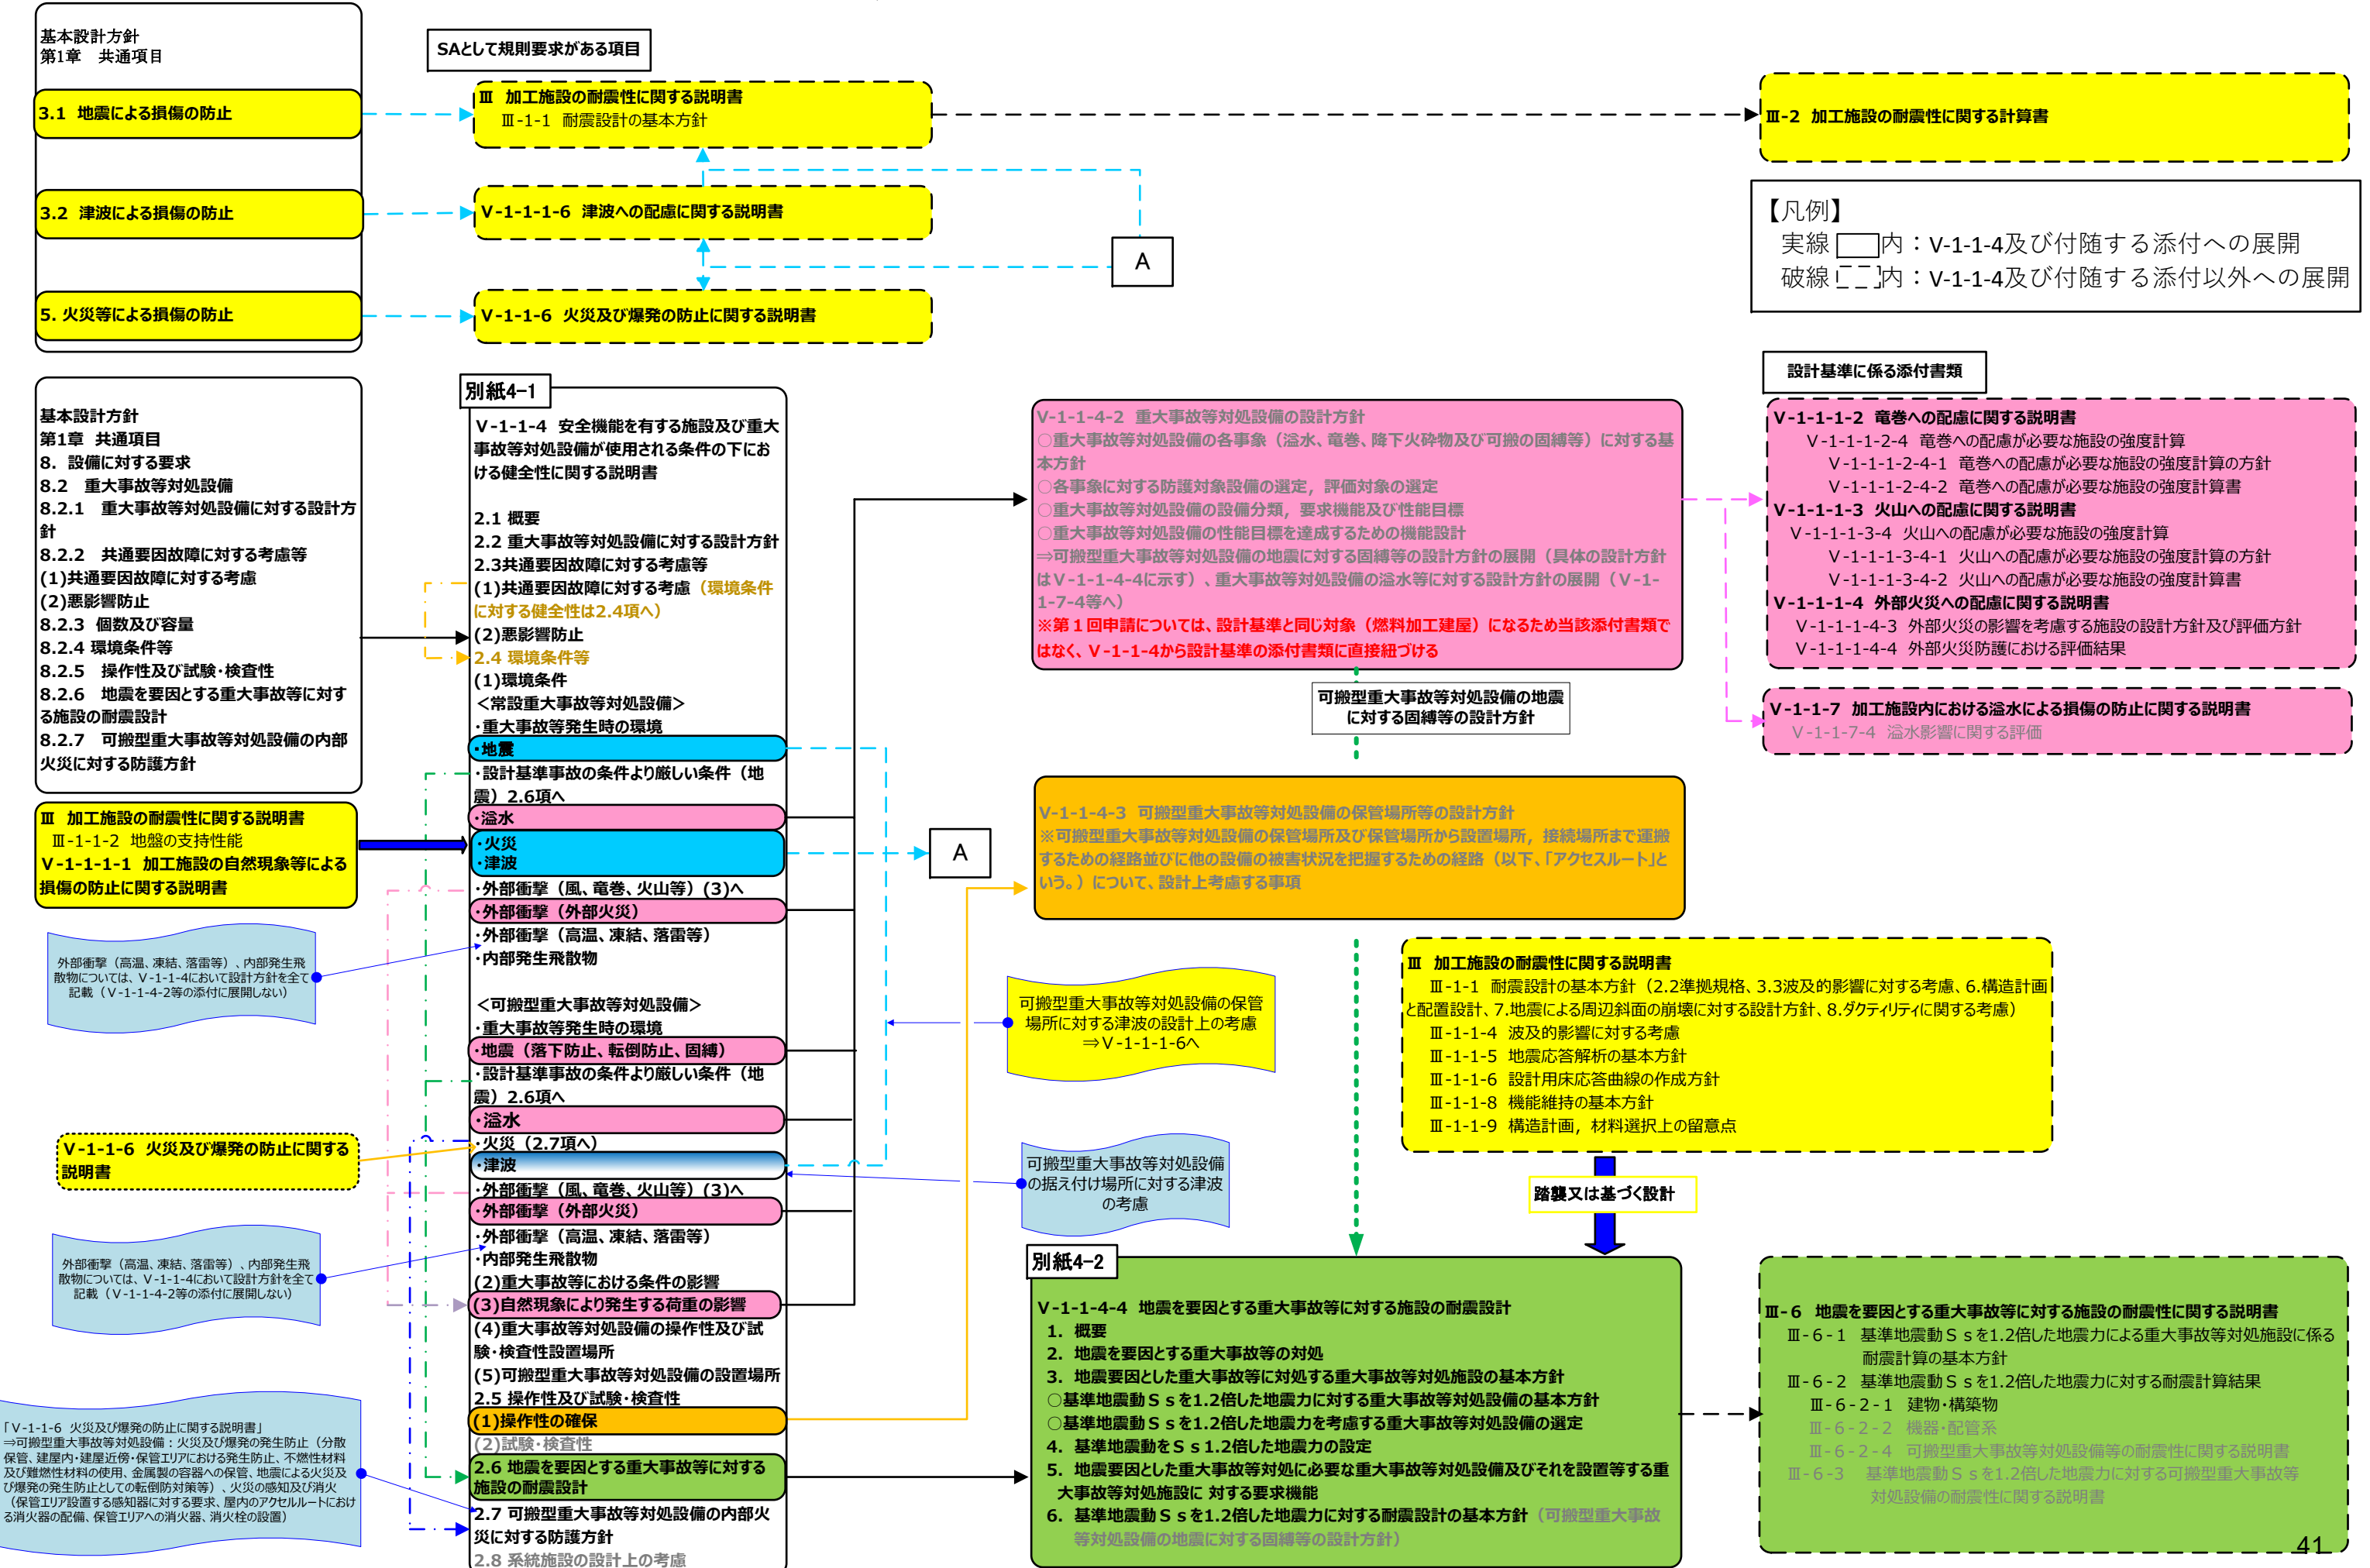 基本設計方針
第1章　共通項目
3.1 地震による損傷の防止
3.2 津波による損傷の防止
5. 火災等による損傷の防止
SAとして規則要求がある項目
Ⅲ 加工施設の耐震性に関する説明書
Ⅲ-1-1 耐震設計の基本方針
Ⅴ-1-1-1-6 津波への配慮に関する説明書
Ⅴ-1-1-6 火災及び爆発の防止に関する説明書
A
Ⅲ-2 加工施設の耐震性に関する計算書
【凡例】
実線 内：V-1-1-4及び付随する添付への展開
破線 内：V-1-1-4及び付随する添付以外への展開
基本設計方針
第1章 共通項目
8. 設備に対する要求
8.2　重大事故等対処設備
8.2.1　重大事故等対処設備に対する設計方
針
8.2.2　共通要因故障に対する考慮等
(1)共通要因故障に対する考慮
(2)悪影響防止
8.2.3　個数及び容量
8.2.4 環境条件等
8.2.5　操作性及び試験・検査性
8.2.6　地震を要因とする重大事故等に対す
る施設の耐震設計
8.2.7　可搬型重大事故等対処設備の内部
火災に対する防護方針
Ⅲ 加工施設の耐震性に関する説明書
Ⅲ-1-1-2 地盤の支持性能
Ⅴ-1-1-1-1 加工施設の自然現象等による
損傷の防止に関する説明書
外部衝撃（高温、凍結、落雷等）、内部発生飛
散物については、Ⅴ-1-1-4において設計方針を全て
記載（Ⅴ-1-1-4-2等の添付に展開しない）
Ⅴ-1-1-6 火災及び爆発の防止に関する
説明書
外部衝撃（高温、凍結、落雷等）、内部発生飛
散物については、Ⅴ-1-1-4において設計方針を全て
記載（Ⅴ-1-1-4-2等の添付に展開しない）
「Ⅴ-1-1-6 火災及び爆発の防止に関する説明書」
⇒可搬型重大事故等対処設備：火災及び爆発の発生防止（分散
保管、建屋内・建屋近傍・保管エリアにおける発生防止、不燃性材料
及び難燃性材料の使用、金属製の容器への保管、地震による火災及
び爆発の発生防止としての転倒防対策等）、火災の感知及び消火
（保管エリア設置する感知器に対する要求、屋内のアクセルルートにおけ
る消火器の配備、保管エリアへの消火器、消火栓の設置）
別紙4-1
Ⅴ-1-1-4 安全機能を有する施設及び重大
事故等対処設備が使用される条件の下にお
ける健全性に関する説明書
2.1 概要
2.2 重大事故等対処設備に対する設計方針
2.3共通要因故障に対する考慮等
(1)共通要因故障に対する考慮（環境条件
に対する健全性は2.4項へ）
(2)悪影響防止
2.4 環境条件等
(1)環境条件
＜常設重大事故等対処設備＞
・重大事故等発生時の環境
・地震
・設計基準事故の条件より厳しい条件（地
震）2.6項へ
・溢水
・火災
・津波
・外部衝撃（風、竜巻、火山等）(3)へ
・外部衝撃（外部火災）
・外部衝撃（高温、凍結、落雷等）
・内部発生飛散物
＜可搬型重大事故等対処設備＞
・重大事故等発生時の環境
・地震（落下防止、転倒防止、固縛）
・設計基準事故の条件より厳しい条件（地
震）2.6項へ
・溢水
・火災（2.7項へ）
・津波
・外部衝撃（風、竜巻、火山等）(3)へ
・外部衝撃（外部火災）
・外部衝撃（高温、凍結、落雷等）
・内部発生飛散物
(2)重大事故等における条件の影響
(3)自然現象により発生する荷重の影響
(4)重大事故等対処設備の操作性及び試
験・検査性設置場所
(5)可搬型重大事故等対処設備の設置場所
2.5 操作性及び試験・検査性
(1)操作性の確保
(2)試験・検査性
2.6 地震を要因とする重大事故等に対する
施設の耐震設計
2.7 可搬型重大事故等対処設備の内部火
災に対する防護方針
2.8 系統施設の設計上の考慮
A
Ⅴ-1-1-4-2 重大事故等対処設備の設計方針
○重大事故等対処設備の各事象（溢水、竜巻、降下火砕物及び可搬の固縛等）に対する基
本方針
○各事象に対する防護対象設備の選定，評価対象の選定
○重大事故等対処設備の設備分類，要求機能及び性能目標
○重大事故等対処設備の性能目標を達成するための機能設計
⇒可搬型重大事故等対処設備の地震に対する固縛等の設計方針の展開（具体の設計方針
はⅤ-1-1-4-4に示す）、重大事故等対処設備の溢水等に対する設計方針の展開（Ⅴ-1-
1-7-4等へ）
※第１回申請については、設計基準と同じ対象（燃料加工建屋）になるため当該添付書類で
はなく、Ⅴ-1-1-4から設計基準の添付書類に直接紐づける
可搬型重大事故等対処設備の地震
に対する固縛等の設計方針
Ⅴ-1-1-4-3 可搬型重大事故等対処設備の保管場所等の設計方針
※可搬型重大事故等対処設備の保管場所及び保管場所から設置場所，接続場所まで運搬
するための経路並びに他の設備の被害状況を把握するための経路（以下、「アクセスルート」と
いう。）について、設計上考慮する事項
可搬型重大事故等対処設備の保管
場所に対する津波の設計上の考慮
⇒Ⅴ-1-1-1-6へ
可搬型重大事故等対処設備
の据え付け場所に対する津波
の考慮
設計基準に係る添付書類
Ⅴ-1-1-1-2 竜巻への配慮に関する説明書
Ⅴ-1-1-1-2-4 竜巻への配慮が必要な施設の強度計算
Ⅴ-1-1-1-2-4-1 竜巻への配慮が必要な施設の強度計算の方針
Ⅴ-1-1-1-2-4-2 竜巻への配慮が必要な施設の強度計算書
Ⅴ-1-1-1-3 火山への配慮に関する説明書
Ⅴ-1-1-1-3-4 火山への配慮が必要な施設の強度計算
Ⅴ-1-1-1-3-4-1 火山への配慮が必要な施設の強度計算の方針
Ⅴ-1-1-1-3-4-2 火山への配慮が必要な施設の強度計算書
Ⅴ-1-1-1-4 外部火災への配慮に関する説明書
Ⅴ-1-1-1-4-3 外部火災の影響を考慮する施設の設計方針及び評価方針
Ⅴ-1-1-1-4-4 外部火災防護における評価結果
Ⅴ-1-1-7 加工施設内における溢水による損傷の防止に関する説明書
Ⅴ-1-1-7-4 溢水影響に関する評価
Ⅲ 加工施設の耐震性に関する説明書
Ⅲ-1-1 耐震設計の基本方針（2.2準拠規格、3.3波及的影響に対する考慮、6.構造計画
と配置設計、7.地震による周辺斜面の崩壊に対する設計方針、8.ダクティリティに関する考慮）
Ⅲ-1-1-4 波及的影響に対する考慮
Ⅲ-1-1-5 地震応答解析の基本方針
Ⅲ-1-1-6 設計用床応答曲線の作成方針
Ⅲ-1-1-8 機能維持の基本方針
Ⅲ-1-1-9 構造計画，材料選択上の留意点
踏襲又は基づく設計
別紙4-2
Ⅴ-1-1-4-4 地震を要因とする重大事故等に対する施設の耐震設計
1. 概要
2. 地震を要因とする重大事故等の対処
3. 地震要因とした重大事故等に対処する重大事故等対処施設の基本方針
○基準地震動Ｓｓを1.2倍した地震力に対する重大事故等対処設備の基本方針
○基準地震動Ｓｓを1.2倍した地震力を考慮する重大事故等対処設備の選定
4. 基準地震動をＳｓ1.2倍した地震力の設定
5. 地震要因とした重大事故等対処に必要な重大事故等対処設備及びそれを設置等する重
大事故等対処施設に 対する要求機能
6. 基準地震動Ｓｓを1.2倍した地震力に対する耐震設計の基本方針（可搬型重大事故
等対処設備の地震に対する固縛等の設計方針）
Ⅲ-6 地震を要因とする重大事故等に対する施設の耐震性に関する説明書
Ⅲ-6-1 基準地震動Ｓｓを1.2倍した地震力による重大事故等対処施設に係る
耐震計算の基本方針
Ⅲ-6-2 基準地震動Ｓｓを1.2倍した地震力に対する耐震計算結果
Ⅲ-6-2-1 建物・構築物
Ⅲ-6-2-2 機器・配管系
Ⅲ-6-2-4 可搬型重大事故等対処設備等の耐震性に関する説明書
Ⅲ-6-3 基準地震動Ｓｓを1.2倍した地震力に対する可搬型重大事故等
対処設備の耐震性に関する説明書
41